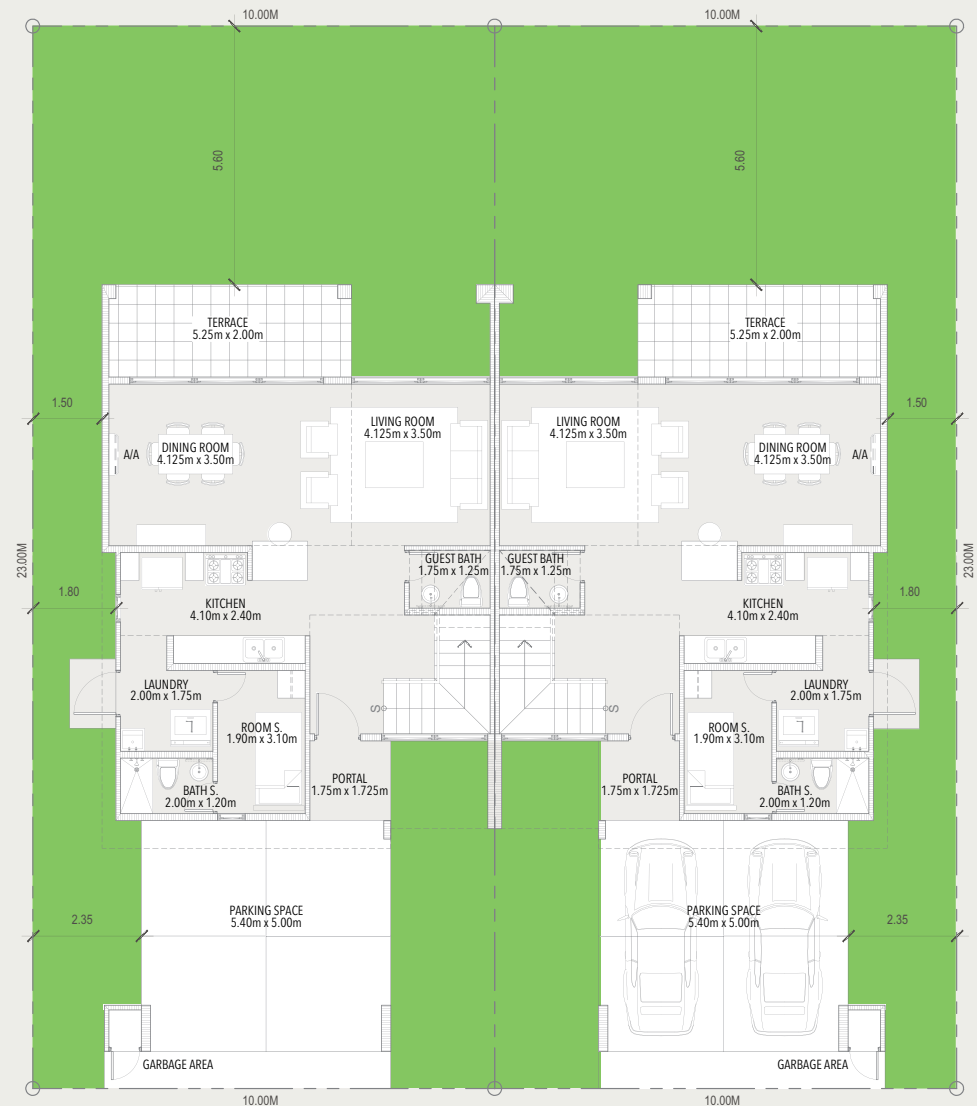 10.00M
10.00M
5.60
5.60
TERRACE
5.25m x 2.00m
TERRACE
5.25m x 2.00m
1.50
1.50
LIVING ROOM
4.125m x 3.50m
LIVING ROOM
4.125m x 3.50m
A/A
DINING ROOM
4.125m x 3.50m
DINING ROOM
4.125m x 3.50m
A/A
23.00M
23.00M
GUEST BATH
1.75m x 1.25m
GUEST BATH
1.75m x 1.25m
1.80
1.80
KITCHEN
4.10m x 2.40m
KITCHEN
4.10m x 2.40m
LAUNDRY
2.00m x 1.75m
LAUNDRY
2.00m x 1.75m
S
S
ROOM S.
1.90m x 3.10m
ROOM S.
1.90m x 3.10m
PORTAL
1.75m x 1.725m
PORTAL
1.75m x 1.725m
BATH S.
2.00m x 1.20m
BATH S.
2.00m x 1.20m
2.35
2.35
PARKING SPACE
5.40m x 5.00m
PARKING SPACE
5.40m x 5.00m
GARBAGE AREA
GARBAGE AREA
10.00M
10.00M